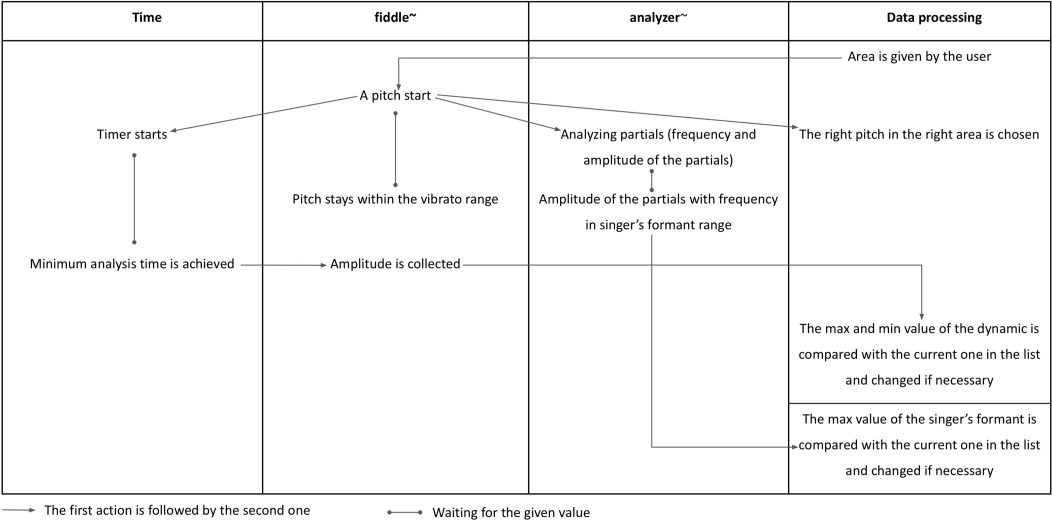 Time
fiddle~
analyzer~
Data processing
Area is given by the user
A pitch start
Timer starts
Analyzing partials (frequency and
amplitude of the partials)
The right pitch in the right area is chosen
Pitch stays within the vibrato range
Amplitude of the partials with frequency
in singer’s formant range
Minimum analysis time is achieved
Amplitude is collected
The max and min value of the dynamic is
compared with the current one in the list
and changed if necessary
The max value of the singer’s formant is
compared with the current one in the list
and changed if necessary
The first action is followed by the second one
Waiting for the given value